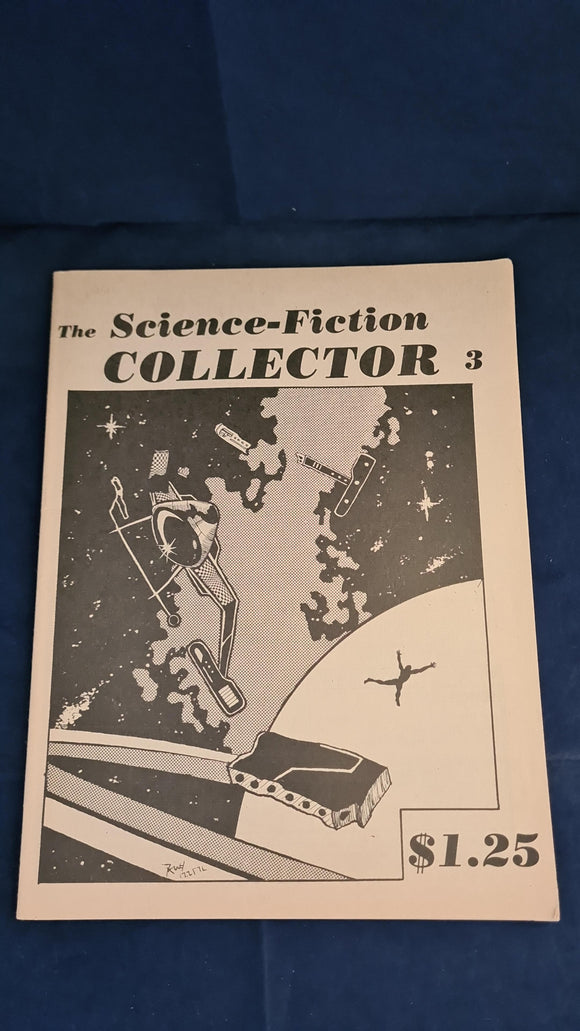 The Science-Fiction
COLLECTOR 3
$1.25